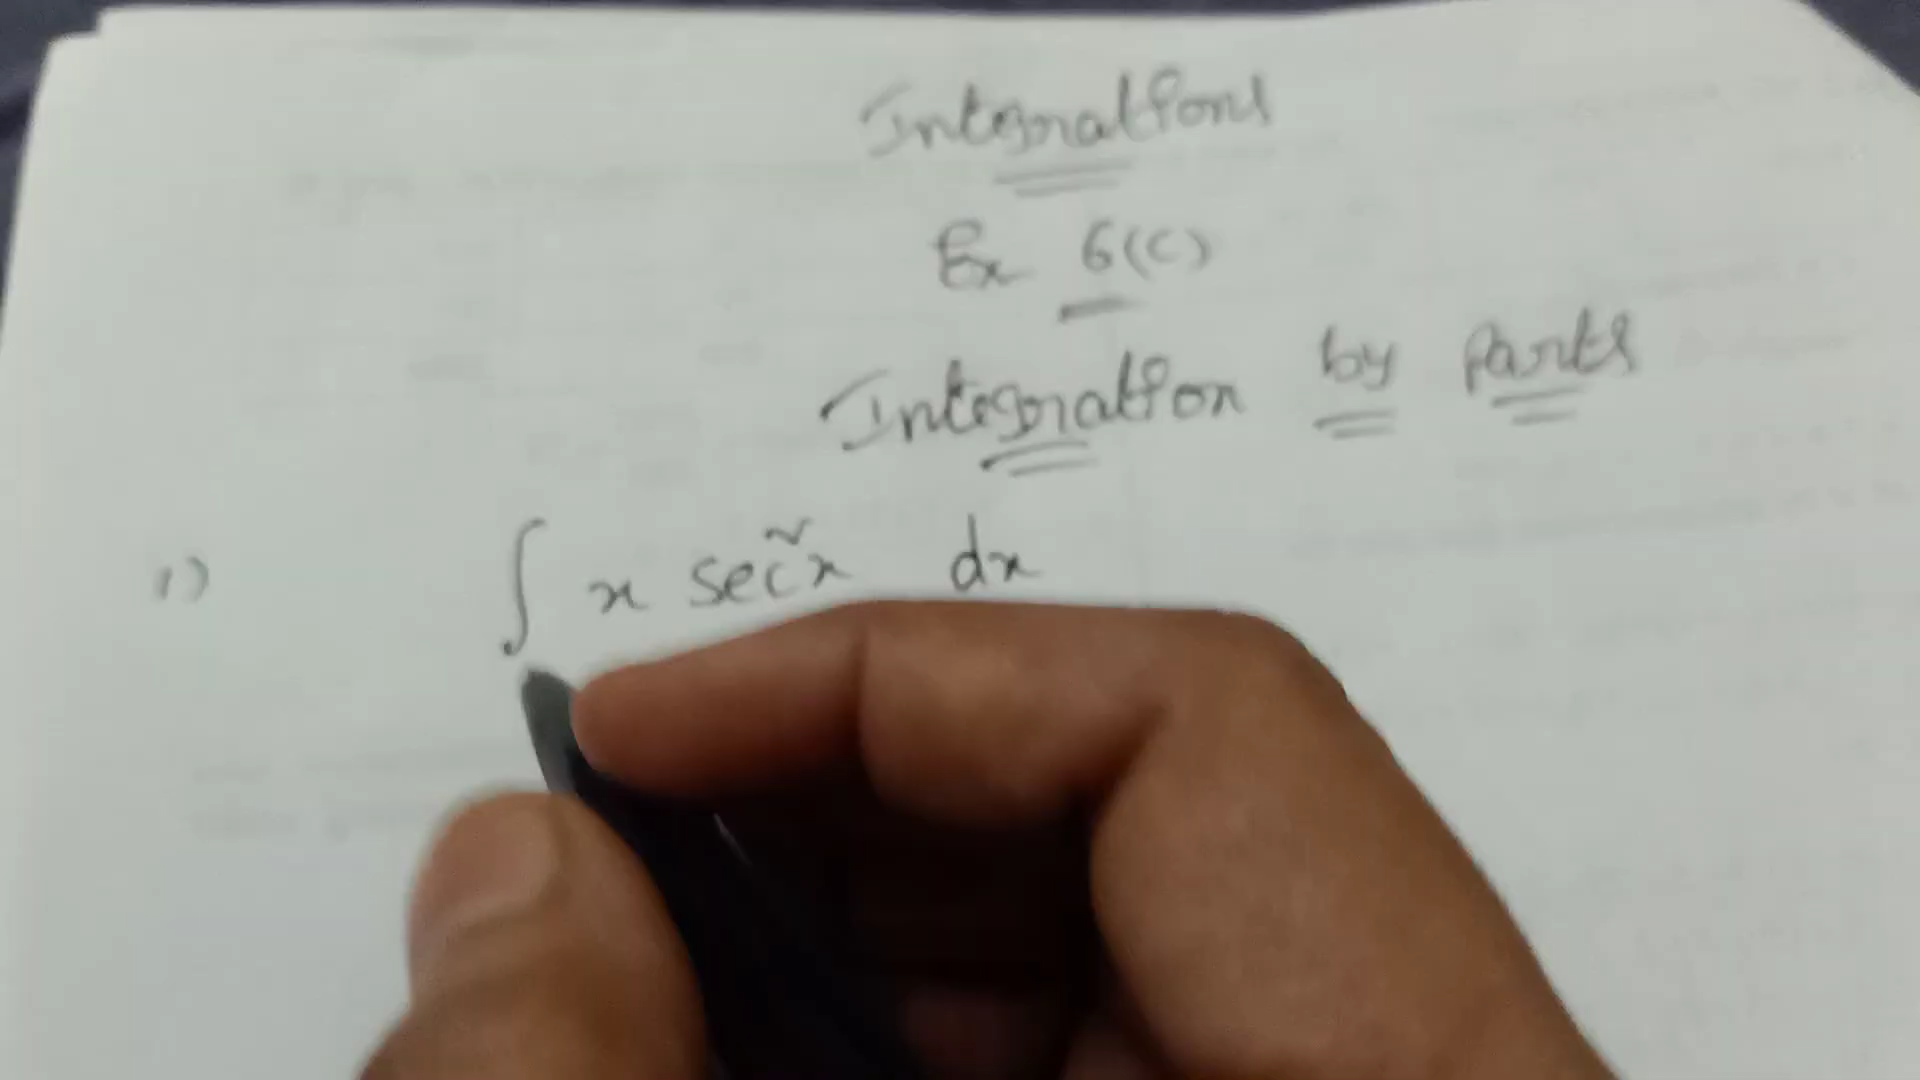 Integrations
Ex 6(C)
Integration by Parts
1) ∫ x sec²x dx